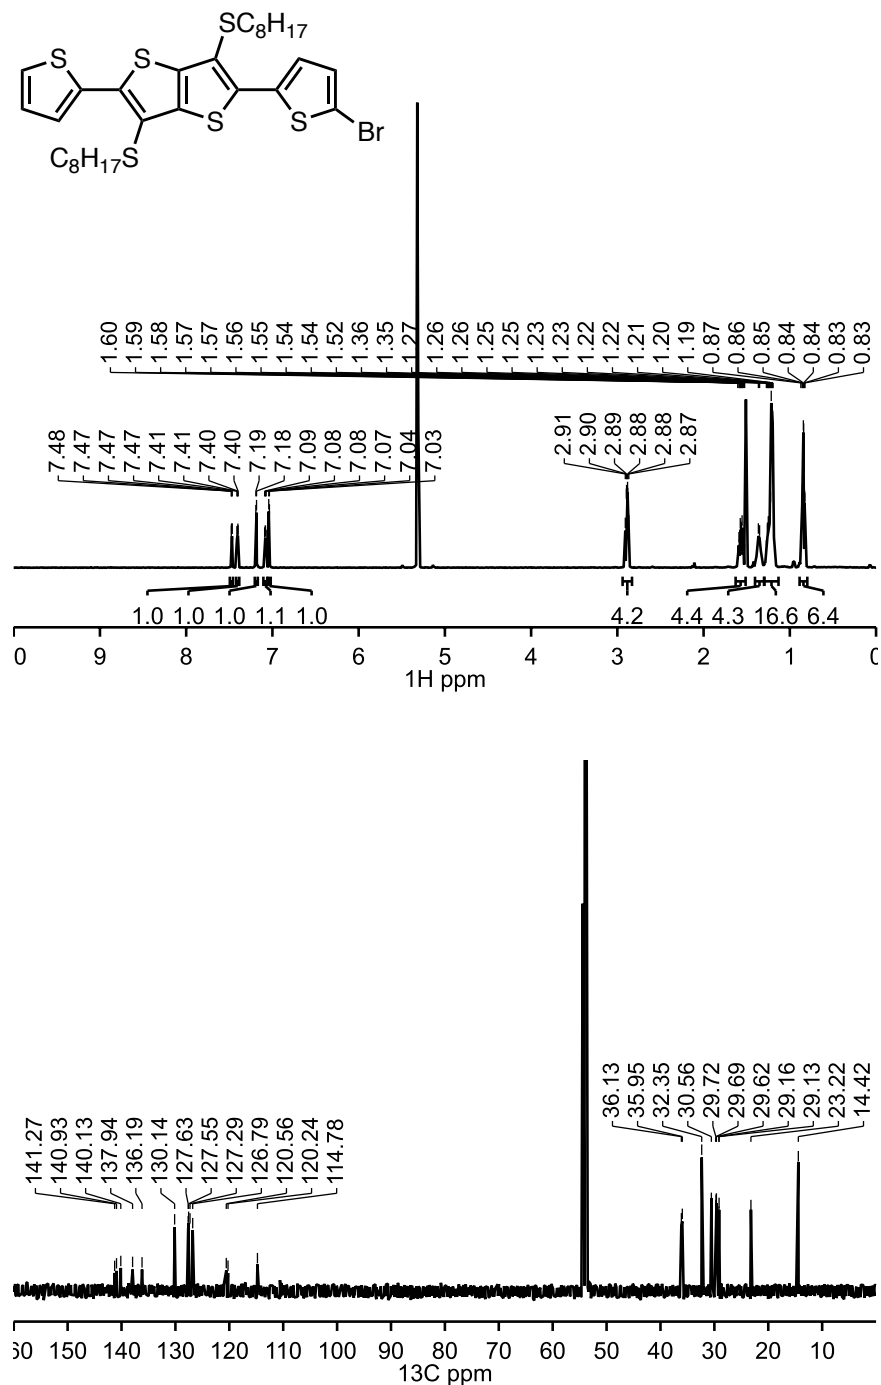 SC8H17
S
S
S
S
Br
C8H17S
1.60 1.59 1.58 1.57 1.57 1.56 1.55 1.54 1.54 1.52 1.36 1.35 1.27 1.26 1.26 1.25 1.25 1.23 1.23 1.22 1.22 1.21 1.20 1.19 0.87 0.86 0.85 0.84 0.84 0.83 0.83
7.48 7.47 7.47 7.47 7.41 7.41 7.40 7.40 7.19 7.18 7.09 7.08 7.08 7.07 7.04 7.03
2.91 2.90 2.89 2.88 2.88 2.87
1.0 1.0 1.0 1.1 1.0 4.2 4.4 4.3 16.6 6.4
0 9 8 7 6 5 4 3 2 1 0
1H ppm
36.13 35.95 32.35 30.56 29.72 29.69 29.62 29.16 29.13 23.22 14.42
141.27 140.93 140.13 137.94 136.19 130.14 127.63 127.55 127.29 126.79 120.56 120.24 114.78
150 140 130 120 110 100 90 80 70 60 50 40 30 20 10
13C ppm